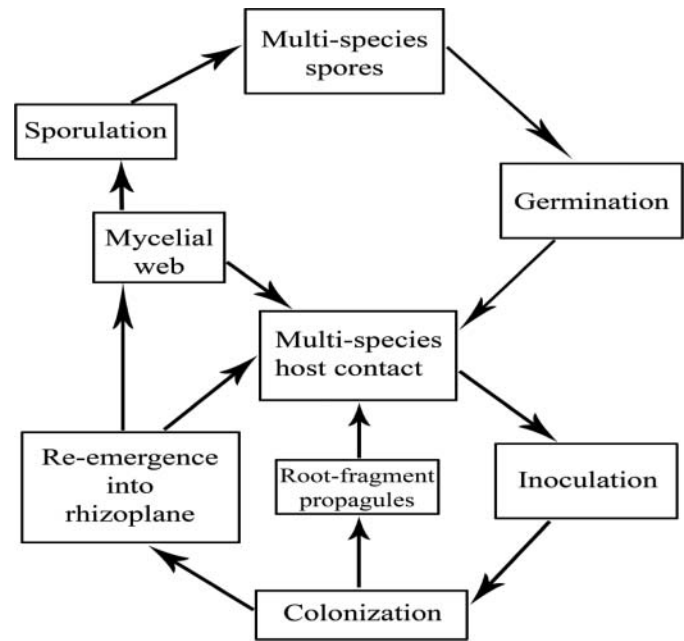 Multi-species
spores
Sporulation
Germination
Mycelial
web
Multi-species
host contact
Re-emergence
into
rhizoplane
Root-fragment
propagules
Inoculation
Colonization